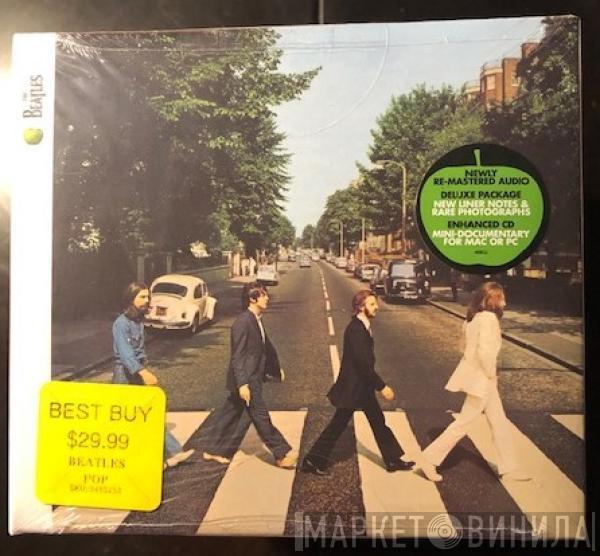 THE
BEATLES
NEWLY
RE-MASTERED AUDIO
DELUXE PACKAGE
NEW LINER NOTES &
RARE PHOTOGRAPHS
ENHANCED CD
MINI-DOCUMENTARY
FOR MAC OR PC
BEST BUY
$29.99
BEATLES
POP
МАРКЕТ ВИНИЛА